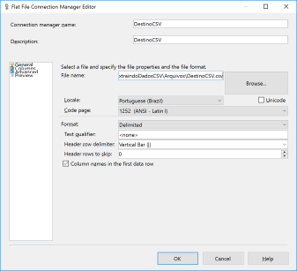 Flat File Connection Manager Editor
Connection manager name:
DestinoCSV
Description:
DestinoCSV
General
Columns
Advanced
Preview
Select a file and specify the file properties and the file format.
File name:
xtraindoDadosCSV\Arquivos\DestinoCSV.csv
Browse...
Locale:
Portuguese (Brazil)
Unicode
Code page:
1252 (ANSI - Latin I)
Format:
Delimited
Text qualifier:
<none>
Header row delimiter:
Vertical Bar {|}
Header rows to skip:
0
Column names in the first data row
OK
Cancel
Help